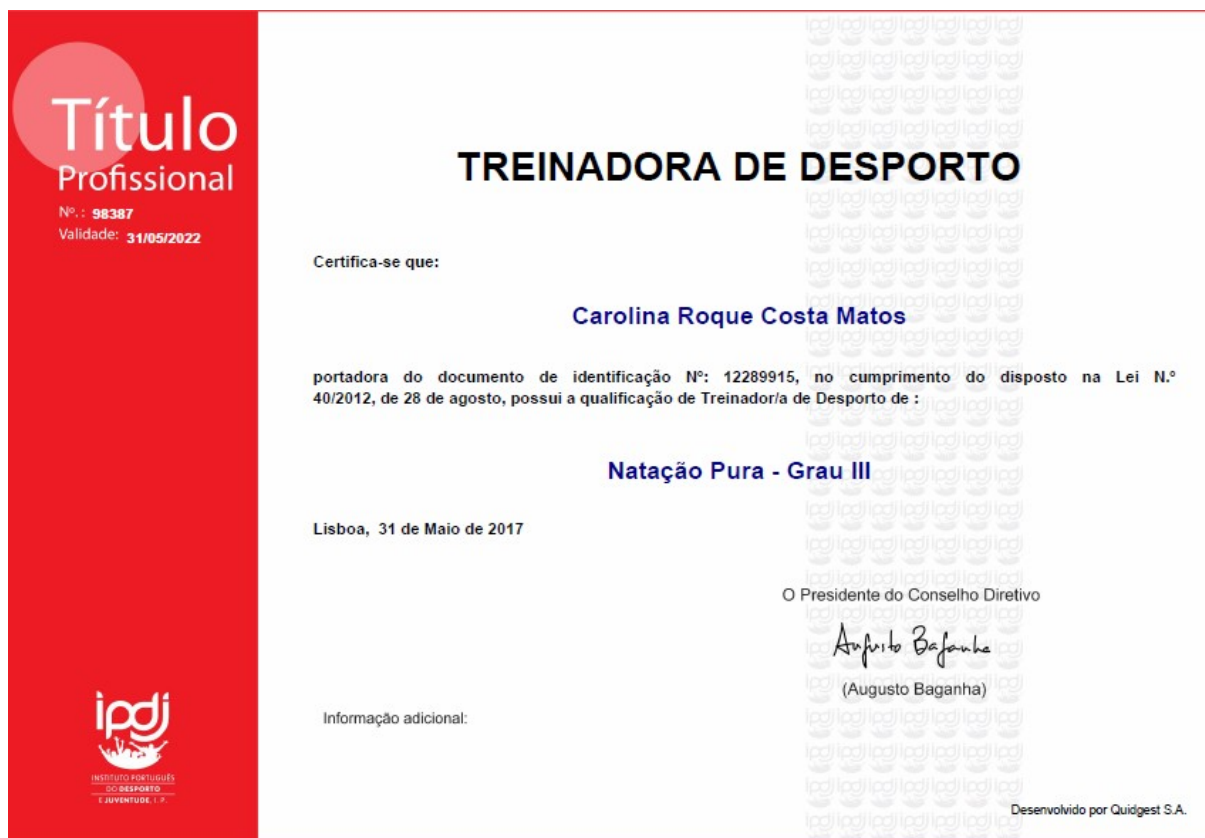 Título
Profissional
Nº.: 98387
Validade: 31/05/2022
TREINADORA DE DESPORTO
Certifica-se que:
Carolina Roque Costa Matos
portadora do documento de identificação Nº: 12289915, no cumprimento do disposto na Lei N.º
40/2012, de 28 de agosto, possui a qualificação de Treinador/a de Desporto de :
Natação Pura - Grau III
Lisboa, 31 de Maio de 2017
O Presidente do Conselho Diretivo
Augusto Baganha
(Augusto Baganha)
Informação adicional:
ipdj
INSTITUTO PORTUGUÊS
DO DESPORTO
E JUVENTUDE, I. P.
Desenvolvido por Quidgest S.A.